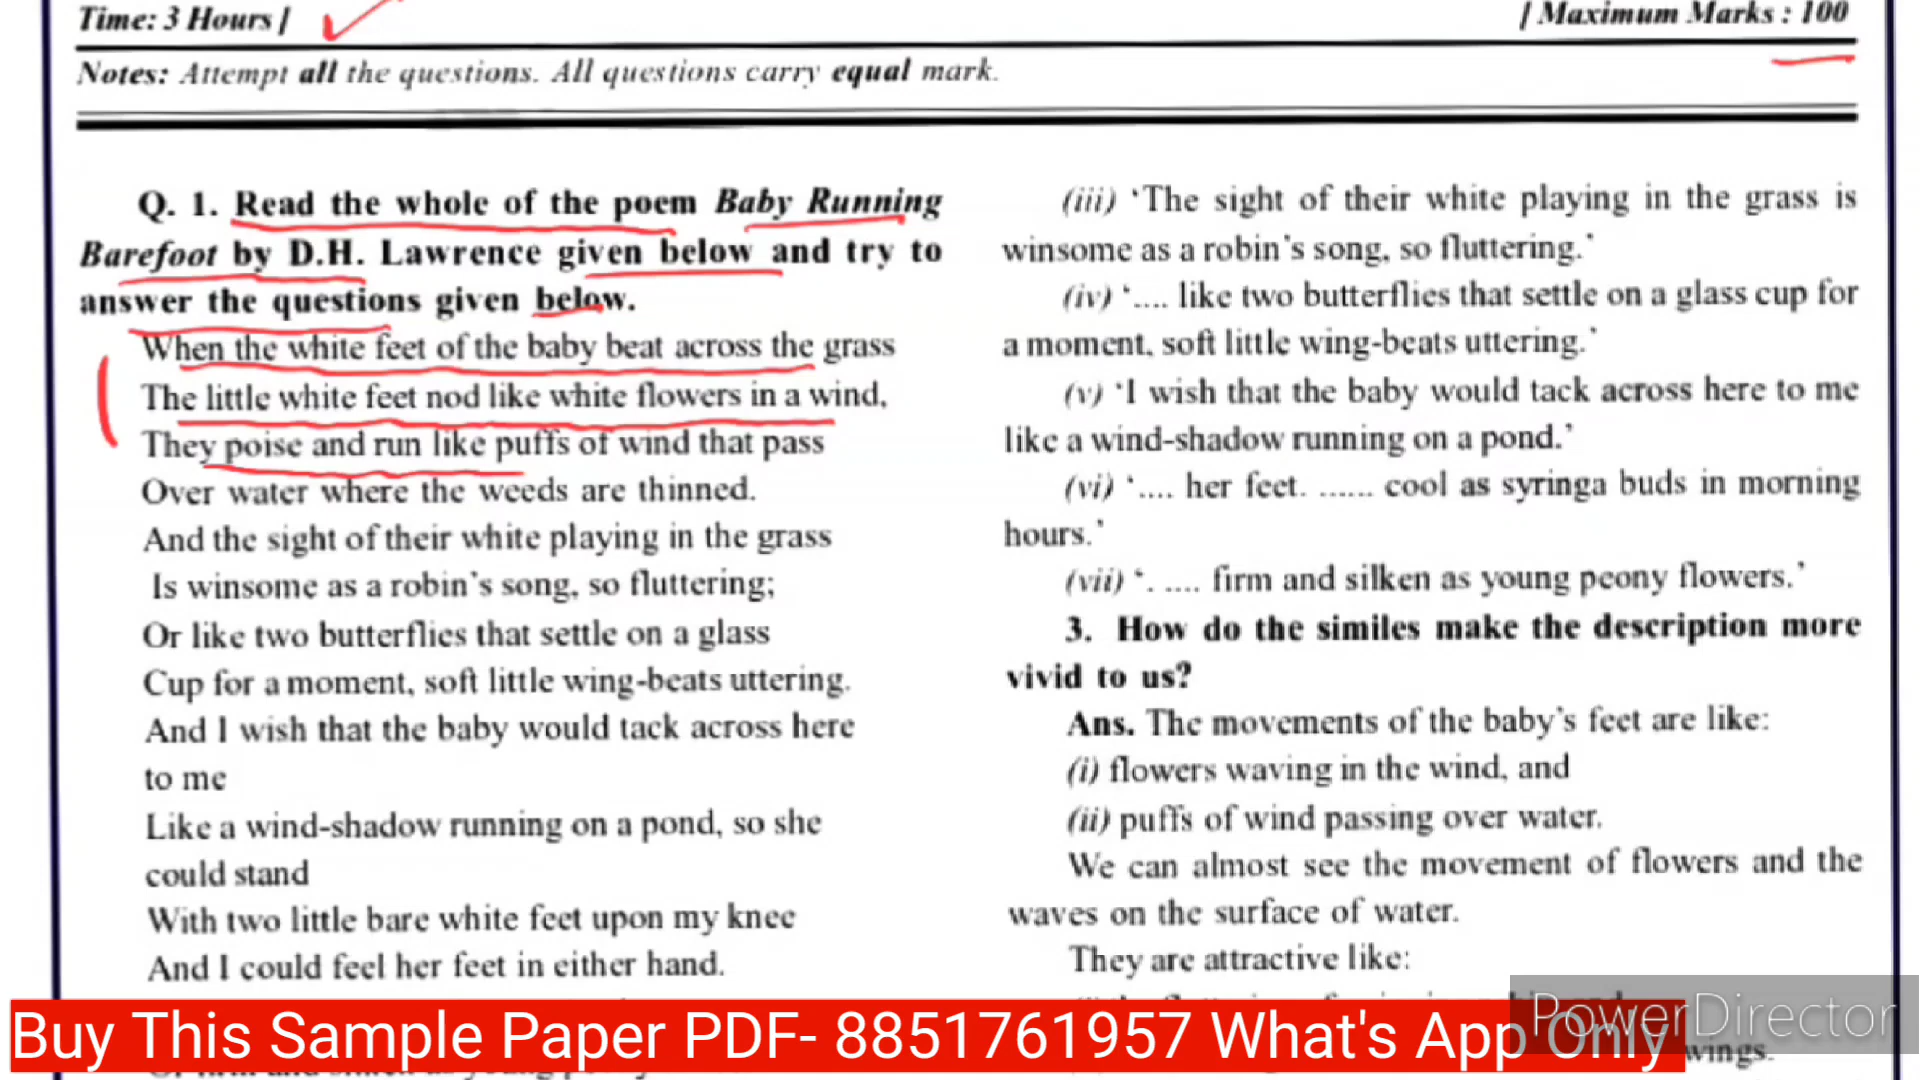 Time: 3 Hours ]
[ Maximum Marks : 100
Notes: Attempt all the questions. All questions carry equal mark.
Q. 1. Read the whole of the poem Baby Running
Barefoot by D.H. Lawrence given below and try to
answer the questions given below.
When the white feet of the baby beat across the grass
The little white feet nod like white flowers in a wind,
They poise and run like puffs of wind that pass
Over water where the weeds are thinned.
And the sight of their white playing in the grass
Is winsome as a robin's song, so fluttering;
Or like two butterflies that settle on a glass
Cup for a moment, soft little wing-beats uttering.
And I wish that the baby would tack across here
to me
Like a wind-shadow running on a pond, so she
could stand
With two little bare white feet upon my knee
And I could feel her feet in either hand.
(iii) 'The sight of their white playing in the grass is
winsome as a robin's song, so fluttering.'
(iv) '.... like two butterflies that settle on a glass cup for
a moment, soft little wing-beats uttering.'
(v) 'I wish that the baby would tack across here to me
like a wind-shadow running on a pond.'
(vi) '.... her feet. ...... cool as syringa buds in morning
hours.'
(vii) '. .... firm and silken as young peony flowers.'
3. How do the similes make the description more
vivid to us?
Ans. The movements of the baby's feet are like:
(i) flowers waving in the wind, and
(ii) puffs of wind passing over water.
We can almost see the movement of flowers and the
waves on the surface of water.
They are attractive like:
wings.
Buy This Sample Paper PDF- 8851761957 What's App Only
PowerDirector